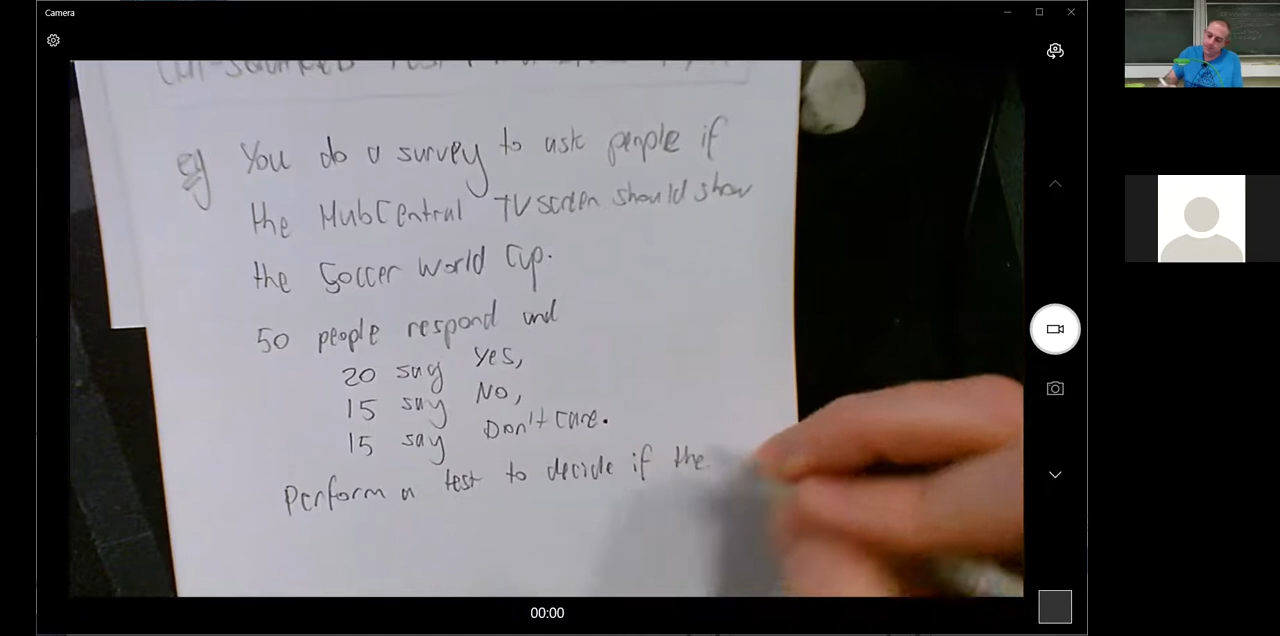 Camera
eg You do a survey to ask people if
the HubCentral TV screen should show
the Soccer World Cup.
50 people respond and
20 say Yes,
15 say No,
15 say Don't care.
Perform a test to decide if the
00:00